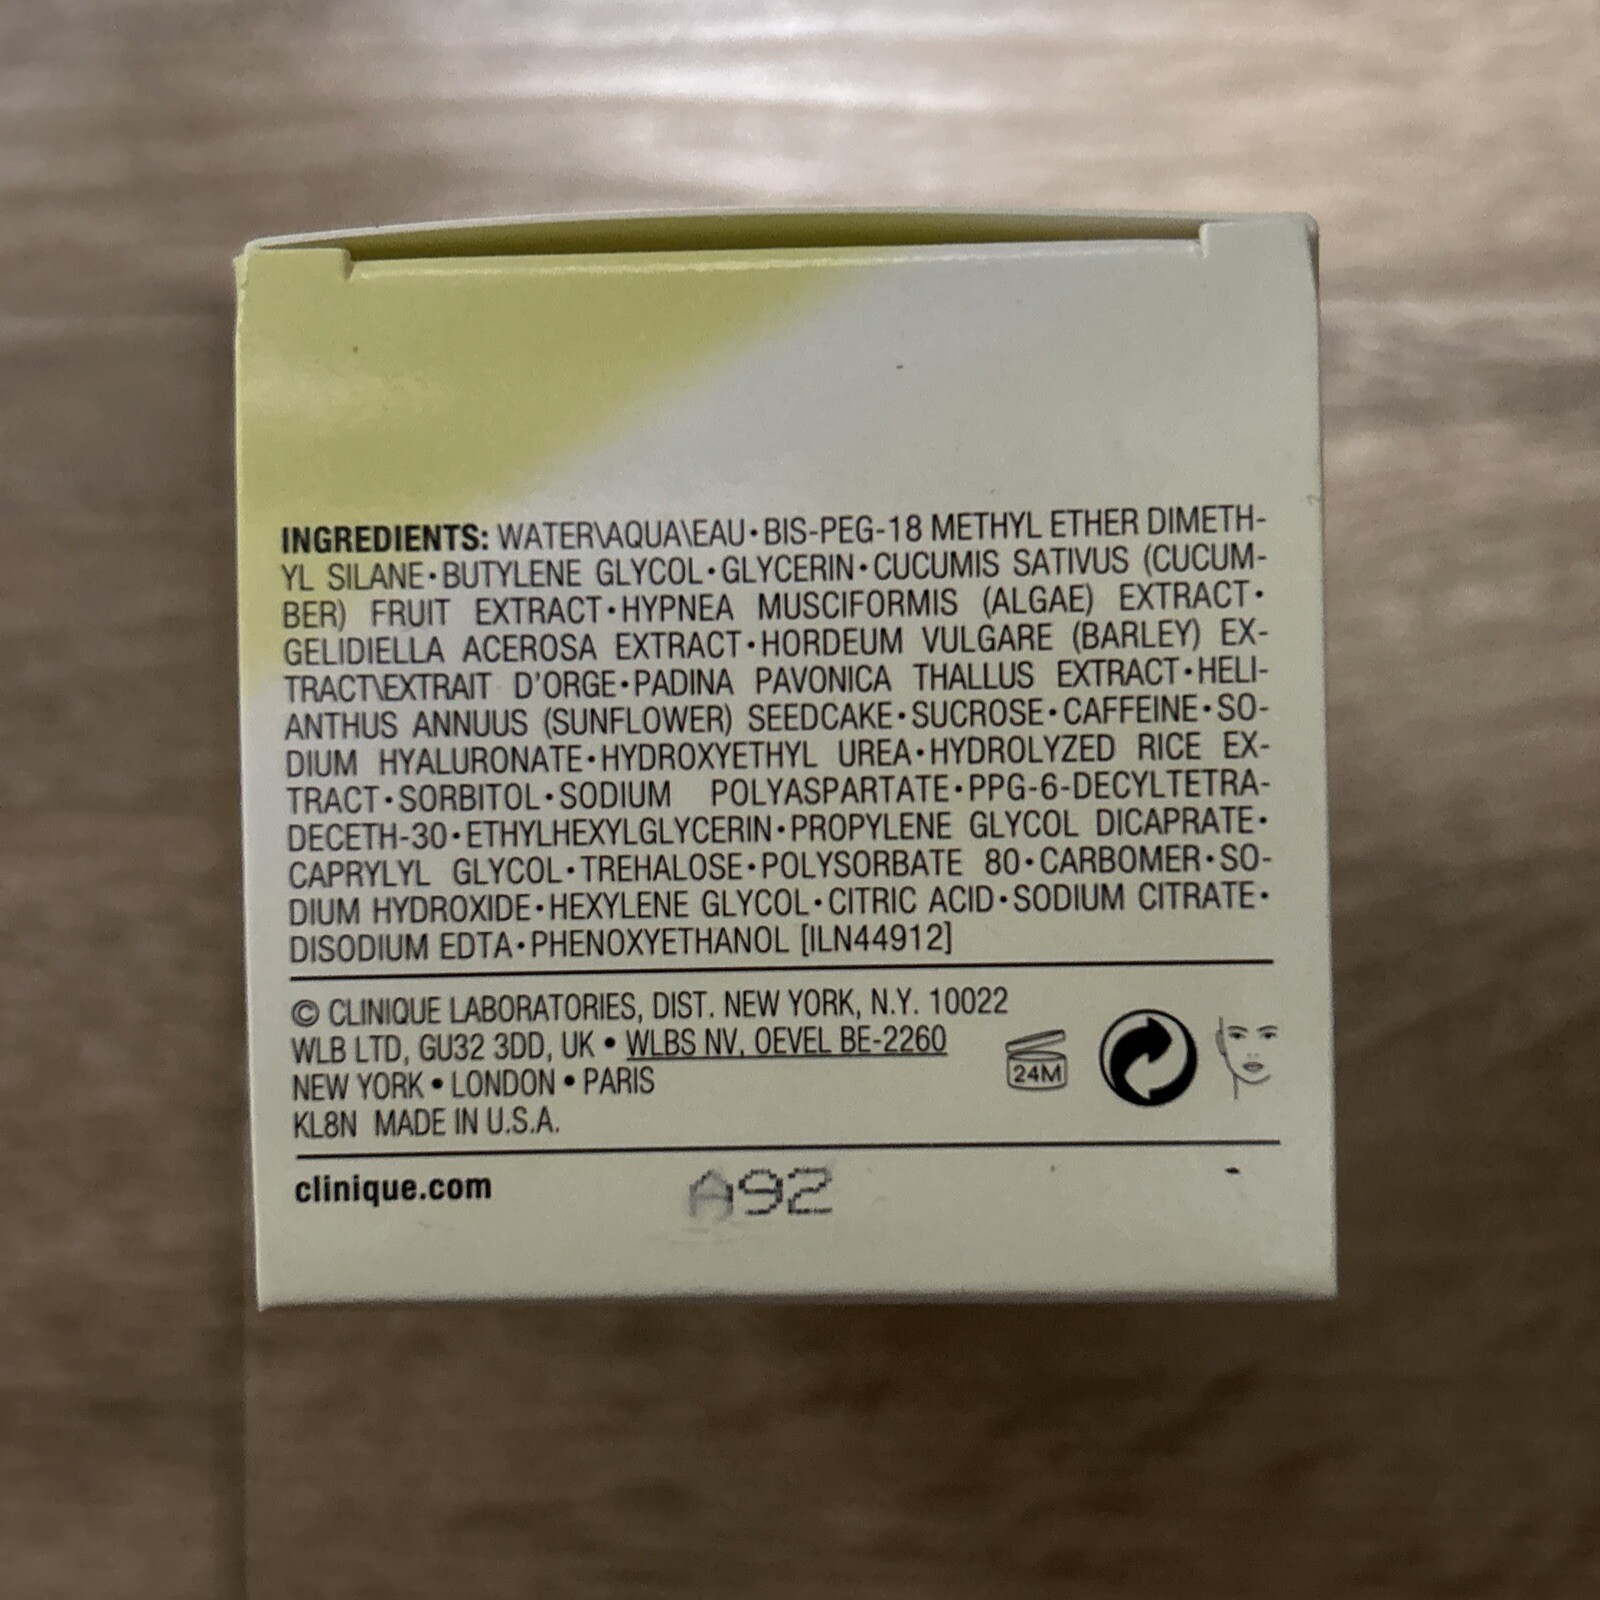 INGREDIENTS: WATER\AQUA\EAU•BIS-PEG-18 METHYL ETHER DIMETH-
YL SILANE•BUTYLENE GLYCOL•GLYCERIN•CUCUMIS SATIVUS (CUCUM-
BER) FRUIT EXTRACT•HYPNEA MUSCIFORMIS (ALGAE) EXTRACT•
GELIDIELLA ACEROSA EXTRACT•HORDEUM VULGARE (BARLEY) EX-
TRACT\EXTRAIT D'ORGE•PADINA PAVONICA THALLUS EXTRACT•HELI-
ANTHUS ANNUUS (SUNFLOWER) SEEDCAKE•SUCROSE•CAFFEINE•SO-
DIUM HYALURONATE•HYDROXYETHYL UREA•HYDROLYZED RICE EX-
TRACT•SORBITOL•SODIUM POLYASPARTATE•PPG-6-DECYLTETRA-
DECETH-30•ETHYLHEXYLGLYCERIN•PROPYLENE GLYCOL DICAPRATE•
CAPRYLYL GLYCOL•TREHALOSE•POLYSORBATE 80•CARBOMER•SO-
DIUM HYDROXIDE•HEXYLENE GLYCOL•CITRIC ACID•SODIUM CITRATE•
DISODIUM EDTA•PHENOXYETHANOL [ILN44912]
© CLINIQUE LABORATORIES, DIST. NEW YORK, N.Y. 10022
WLB LTD, GU32 3DD, UK • WLBS NV, OEVEL BE-2260
NEW YORK • LONDON • PARIS
KL8N MADE IN U.S.A.
24M
clinique.com
A92